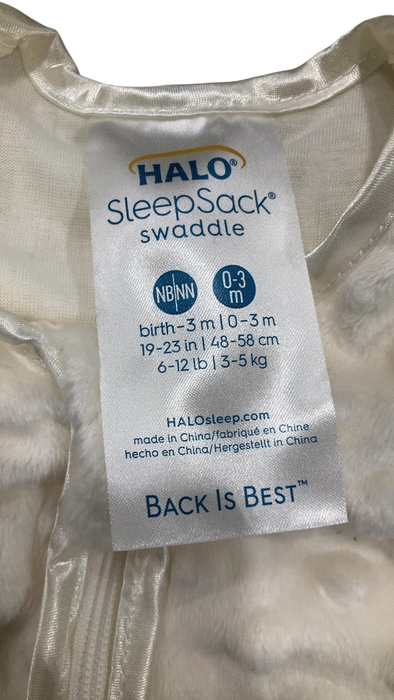 HALO®
SleepSack®
swaddle
NB|NN 0-3 m
birth-3 m | 0-3 m
19-23 in | 48-58 cm
6-12 lb | 3-5 kg
HALOsleep.com
made in China/fabriqué en Chine
hecho en China/Hergestellt in China
BACK IS BEST™